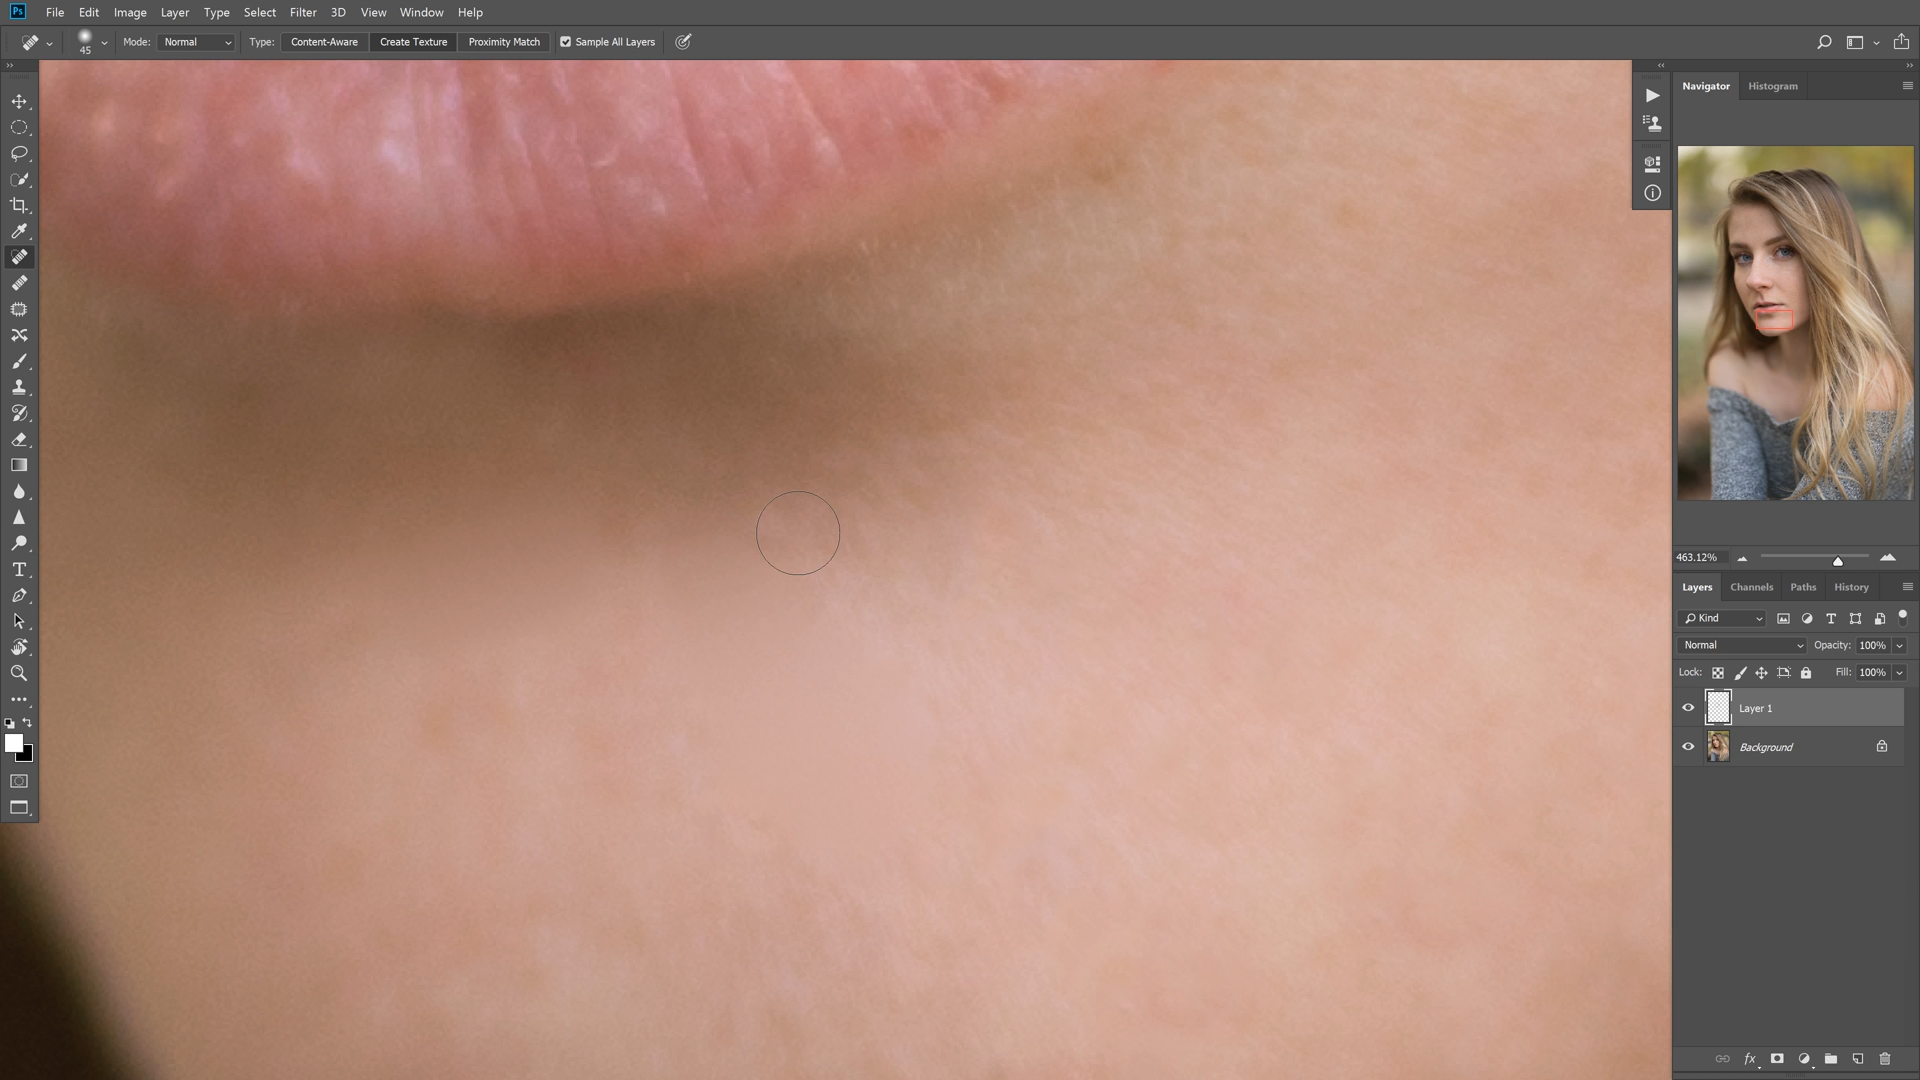 Ps File Edit Image Layer Type Select Filter 3D View Window Help
45 Mode: Normal Type: Content-Aware Create Texture Proximity Match Sample All Layers
Navigator Histogram
463.12%
Layers Channels Paths History
Kind
Normal Opacity: 100%
Lock: Fill: 100%
Layer 1
Background
fx